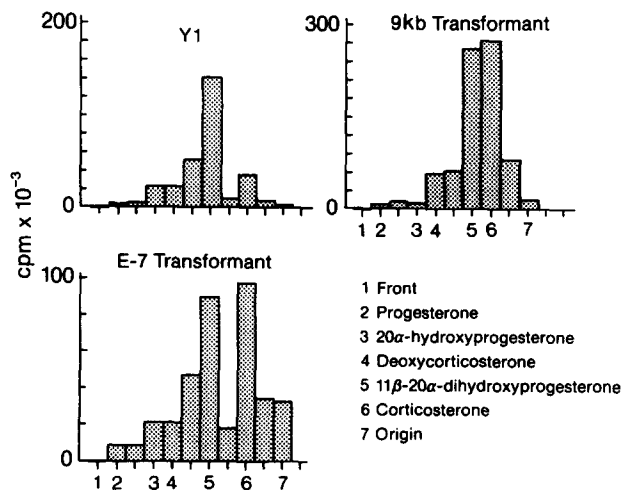 Y1
200
0
9kb Transformant
300
0
1 2 3 4 5 6 7
cpm x 10⁻³
E-7 Transformant
100
0
1 2 3 4 5 6 7
1 Front
2 Progesterone
3 20α-hydroxyprogesterone
4 Deoxycorticosterone
5 11β-20α-dihydroxyprogesterone
6 Corticosterone
7 Origin